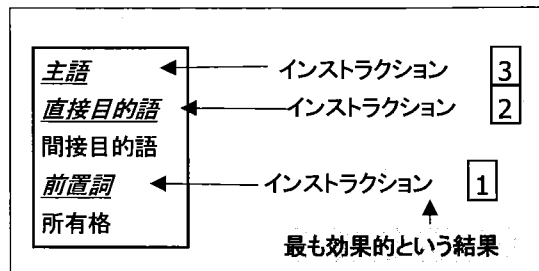 主語 インストラクション 3
直接目的語 インストラクション 2
間接目的語
前置詞 インストラクション 1
所有格
最も効果的という結果